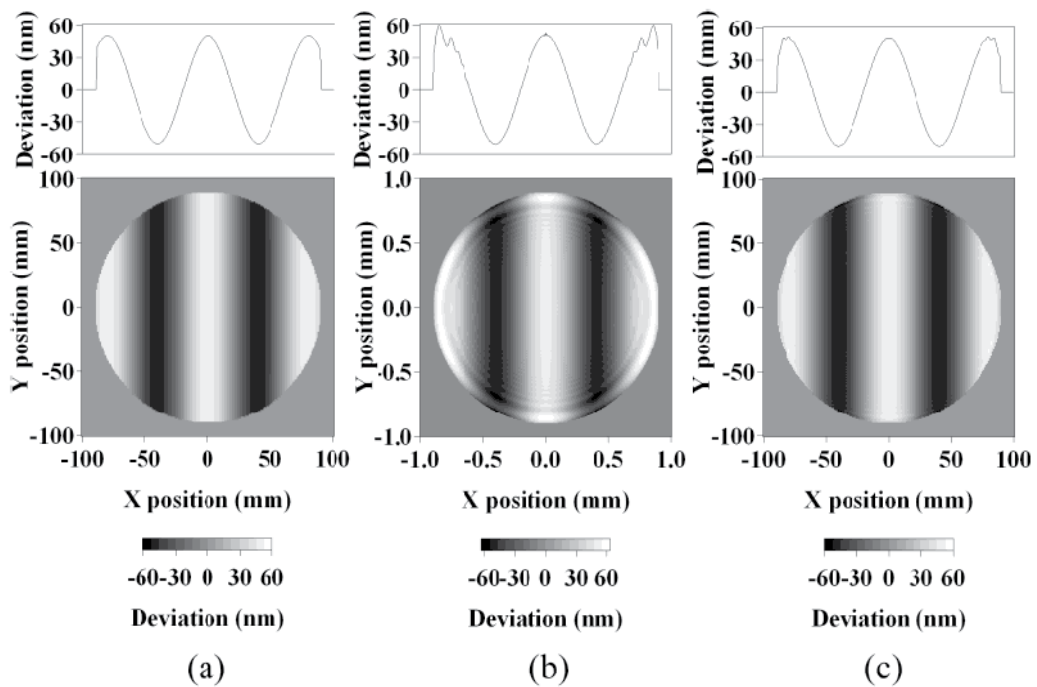 Deviation (nm)
60
30
0
-30
-60
Deviation (nm)
60
30
0
-30
-60
Deviation (nm)
60
30
0
-30
-60
Y position (mm)
100
50
0
-50
-100
-100 -50 0 50 100
X position (mm)
Y position (mm)
1.0
0.5
0.0
-0.5
-1.0
-1.0 -0.5 0.0 0.5 1.0
X position (mm)
Y position (mm)
100
50
0
-50
-100
-100 -50 0 50 100
X position (mm)
-60-30 0 30 60
Deviation (nm)
-60-30 0 30 60
Deviation (nm)
-60-30 0 30 60
Deviation (nm)
(a) (b) (c)